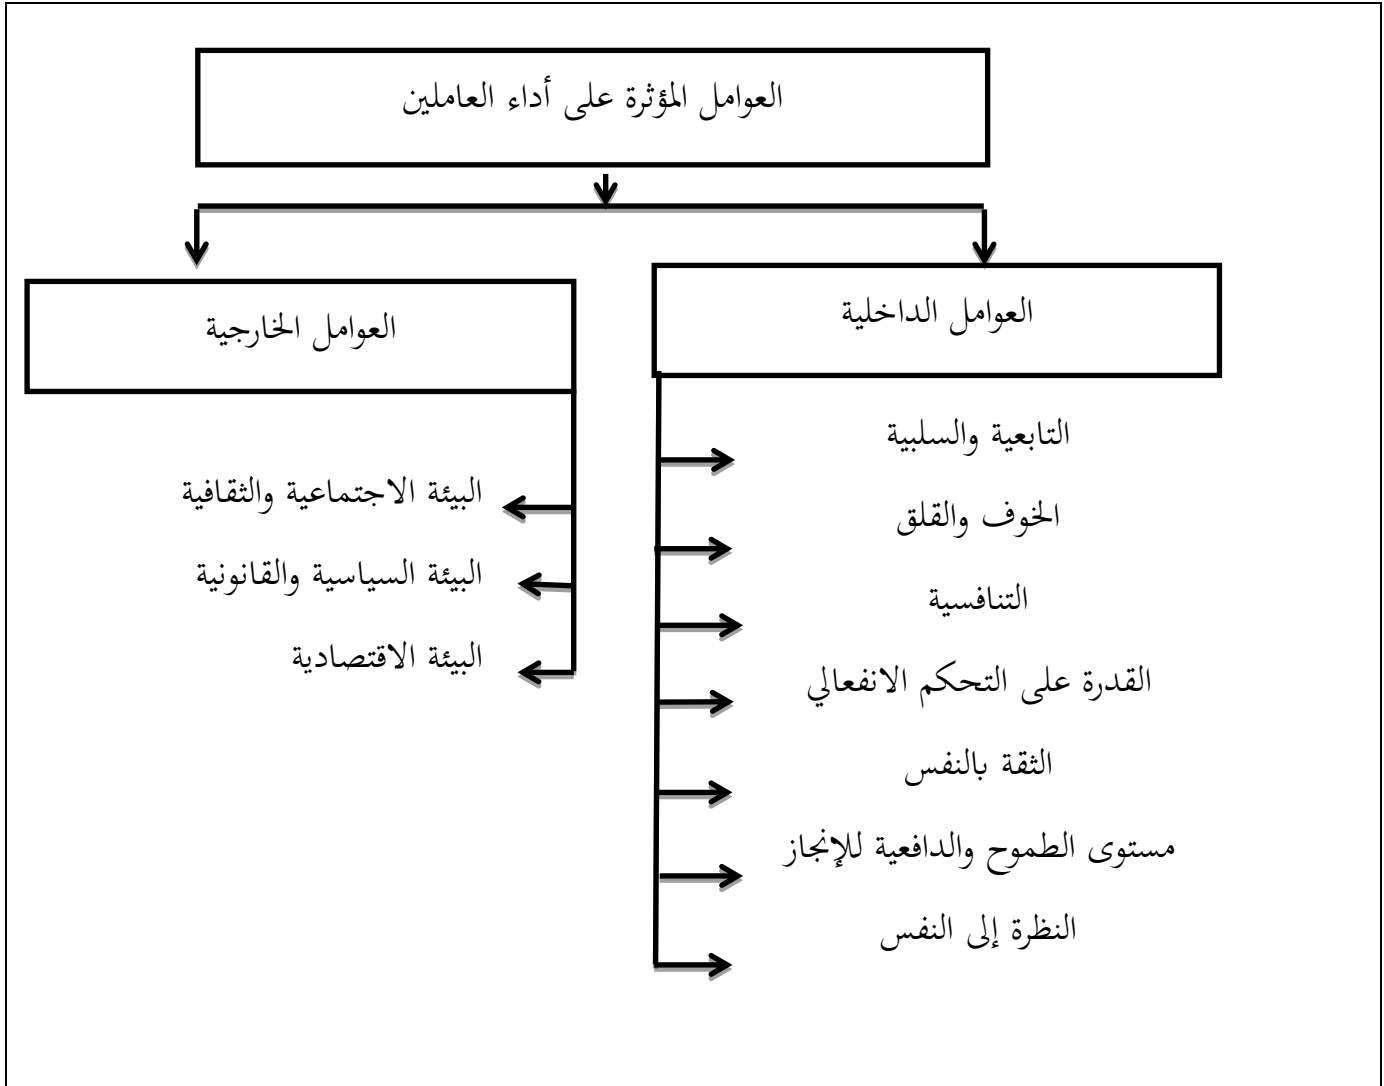 العوامل المؤثرة على أداء العاملين
العوامل الداخلية
التابعية والسلبية
الخوف والقلق
التنافسية
القدرة على التحكم الانفعالي
الثقة بالنفس
مستوى الطموح والدافعية للإنجاز
النظرة إلى النفس
العوامل الخارجية
البيئة الاجتماعية والثقافية
البيئة السياسية والقانونية
البيئة الاقتصادية